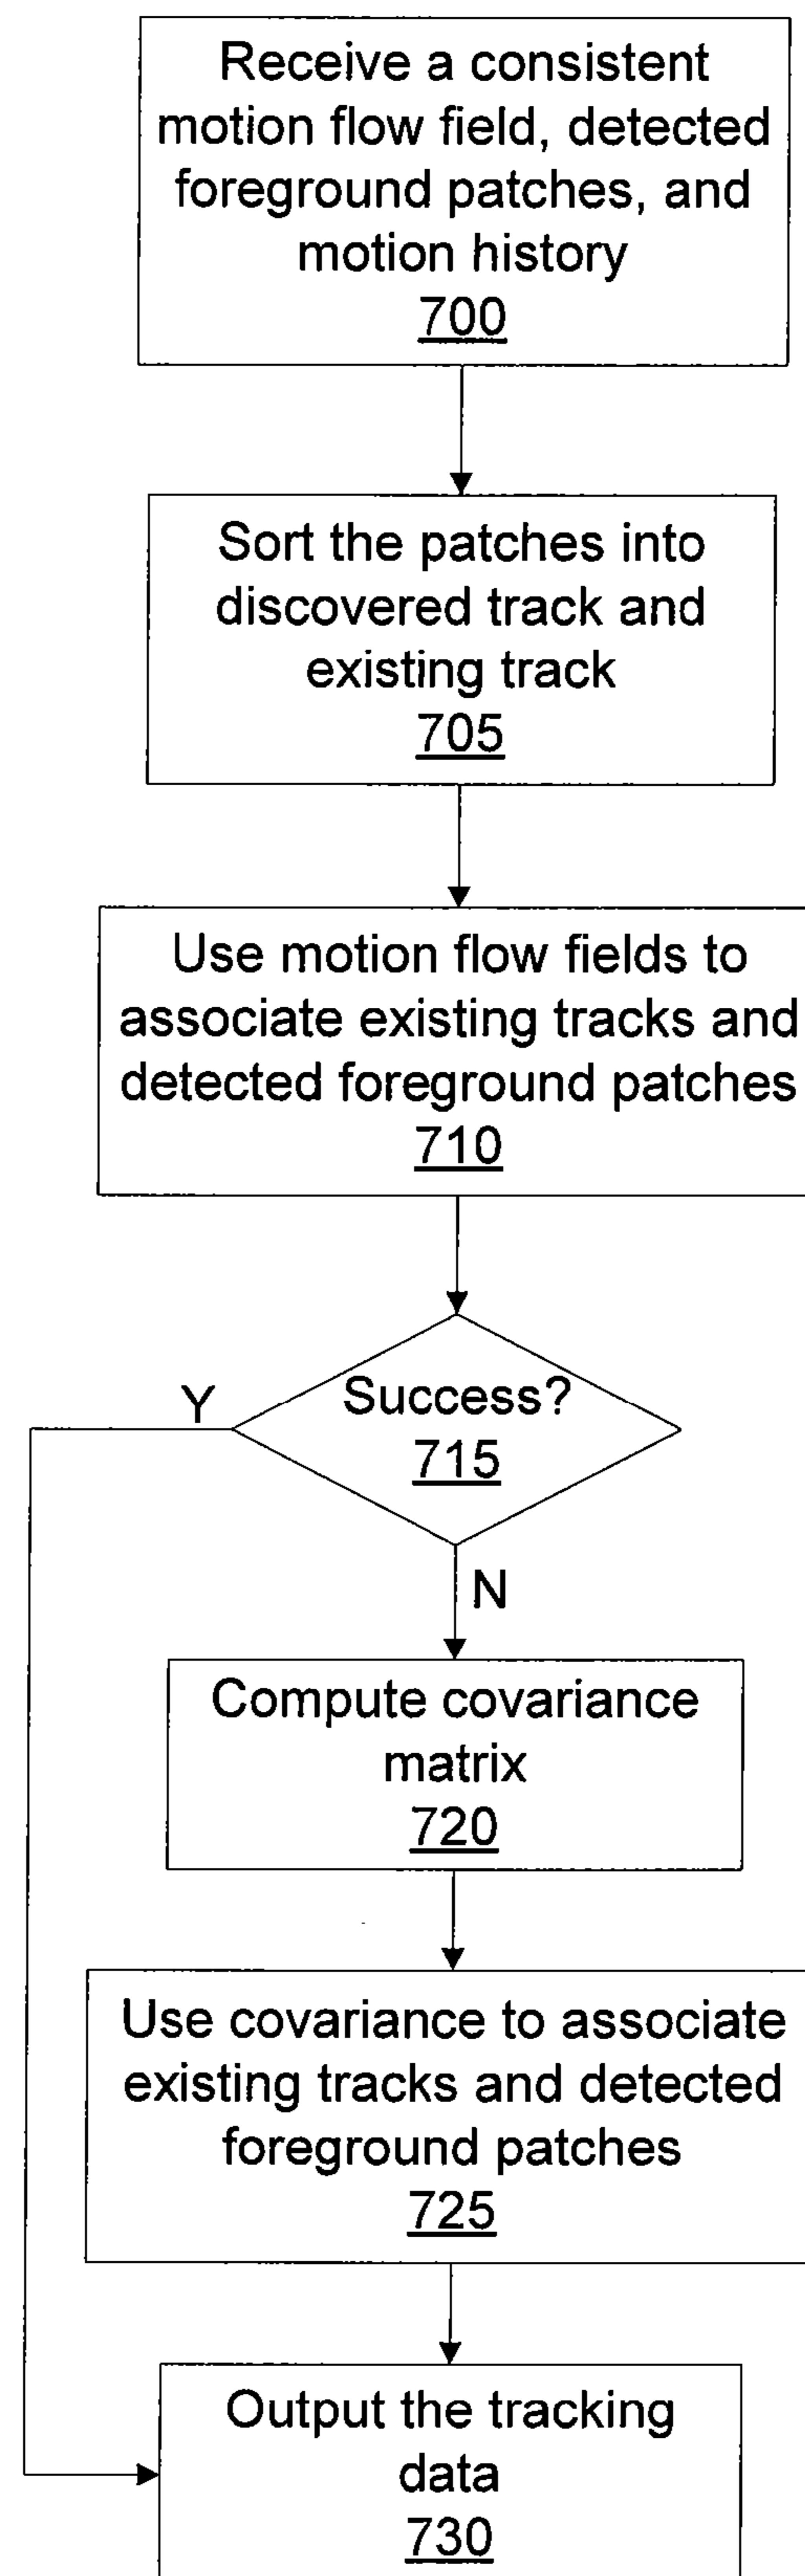 Receive a consistent
motion flow field, detected
foreground patches, and
motion history
700
Sort the patches into
discovered track and
existing track
705
Use motion flow fields to
associate existing tracks and
detected foreground patches
710
Success?
715
Y
N
Compute covariance
matrix
720
Use covariance to associate
existing tracks and detected
foreground patches
725
Output the tracking
data
730